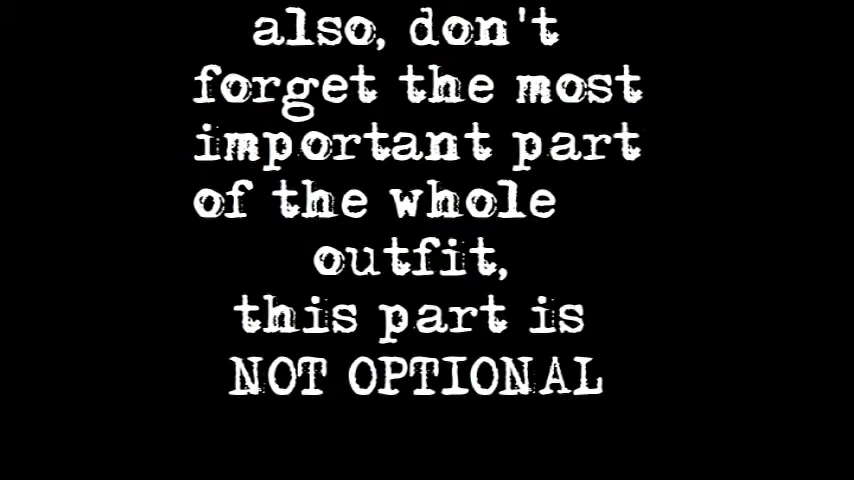 also, don't
forget the most
important part
of the whole
outfit,
this part is
NOT OPTIONAL